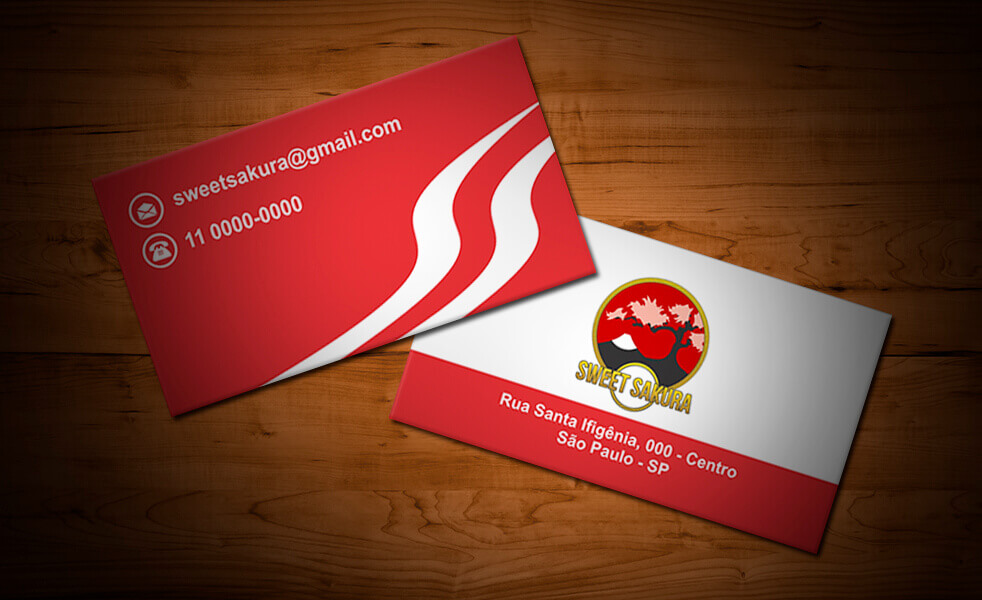 sweetsakura@gmail.com
11 0000-0000
SWEET SAKURA
Rua Santa Ifigênia, 000 - Centro
São Paulo - SP